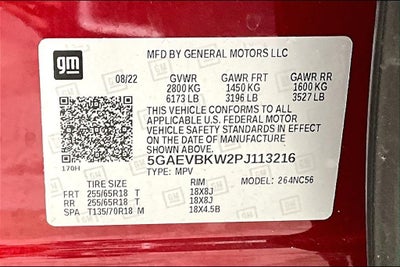 gm
MFD BY GENERAL MOTORS LLC
08/22 GVWR GAWR FRT GAWR RR
2800 KG 1450 KG 1600 KG
6173 LB 3196 LB 3527 LB
THIS VEHICLE CONFORMS TO ALL
APPLICABLE U.S. FEDERAL MOTOR
VEHICLE SAFETY STANDARDS IN EFFECT
ON THE DATE OF MANUFACTURE
SHOWN ABOVE.
5GAEVBKW2PJ113216
170H TYPE: MPV MODEL: 264NC56
TIRE SIZE RIM
FRT 255/65R18 T 18X8J
RR 255/65R18 T 18X8J
SPA T135/70R18 M 18X4.5B